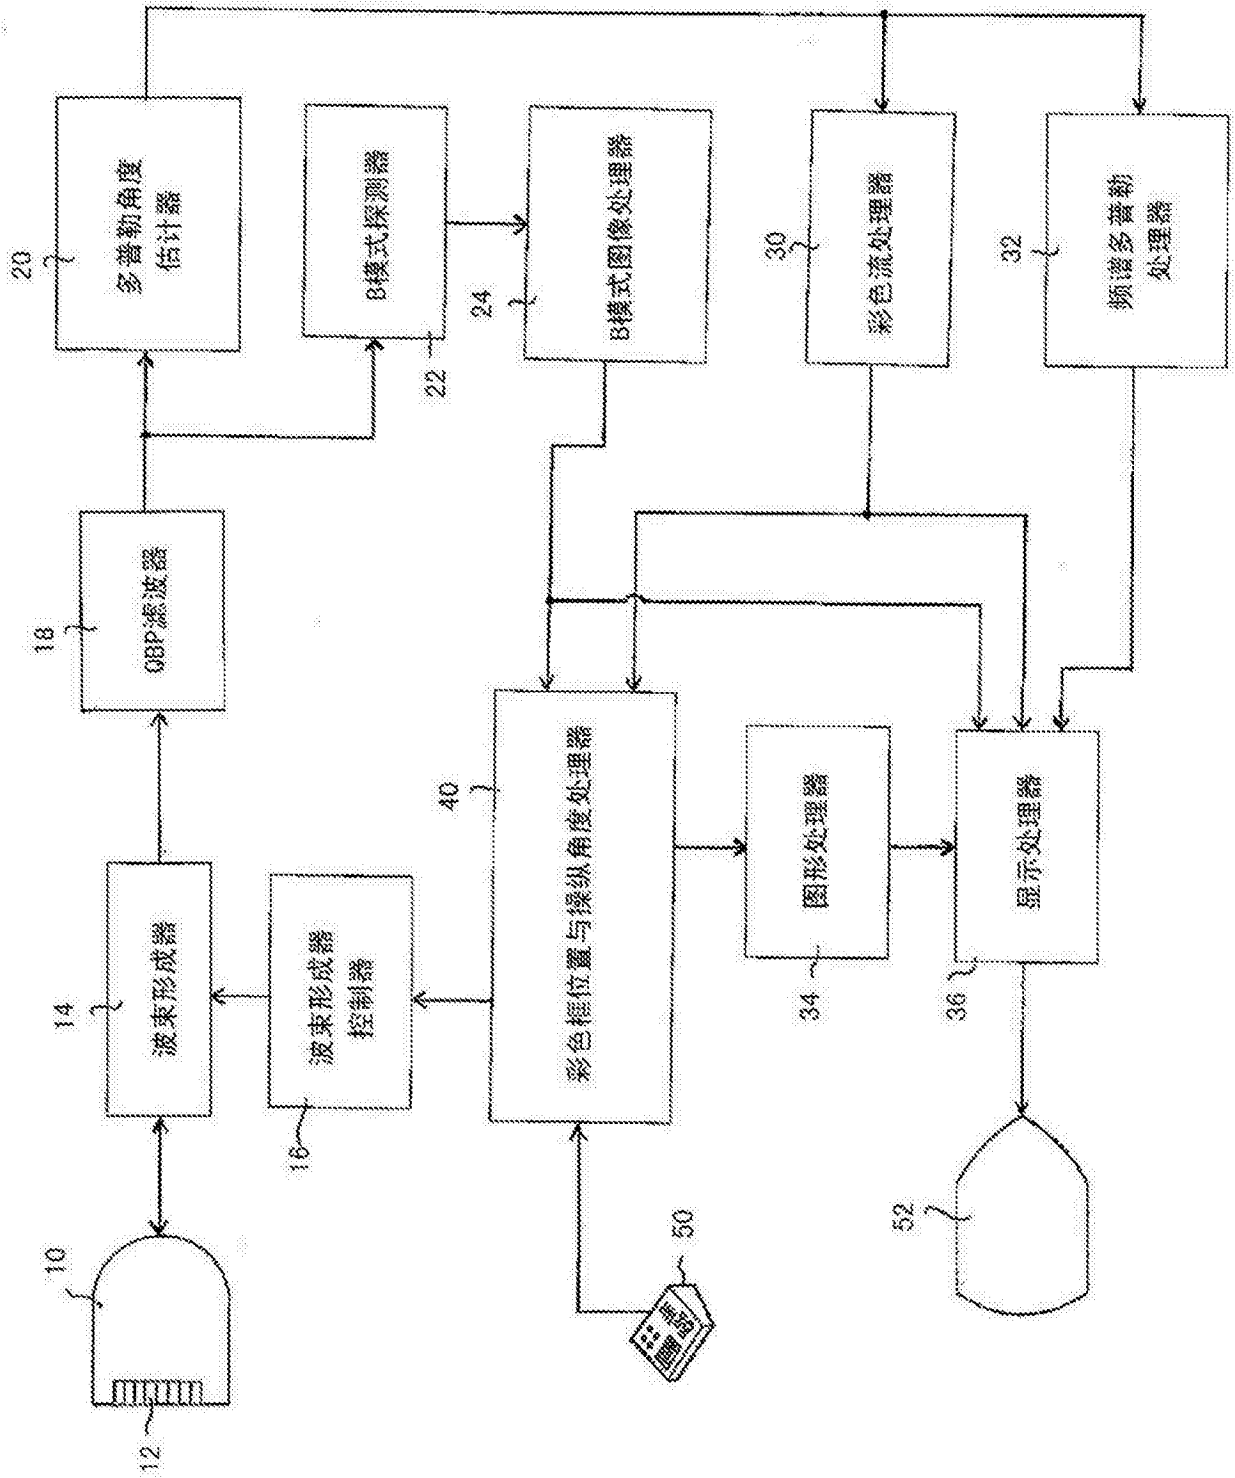 10
12
14
波束形成器
16
波束形成器
控制器
18
QBP滤波器
20
多普勒角度
估计器
22
B模式探测器
24
B模式图像处理器
30
彩色流处理器
32
频谱多普勒
处理器
40
彩色框位置与操纵角度处理器
34
图形处理器
36
显示处理器
50
52